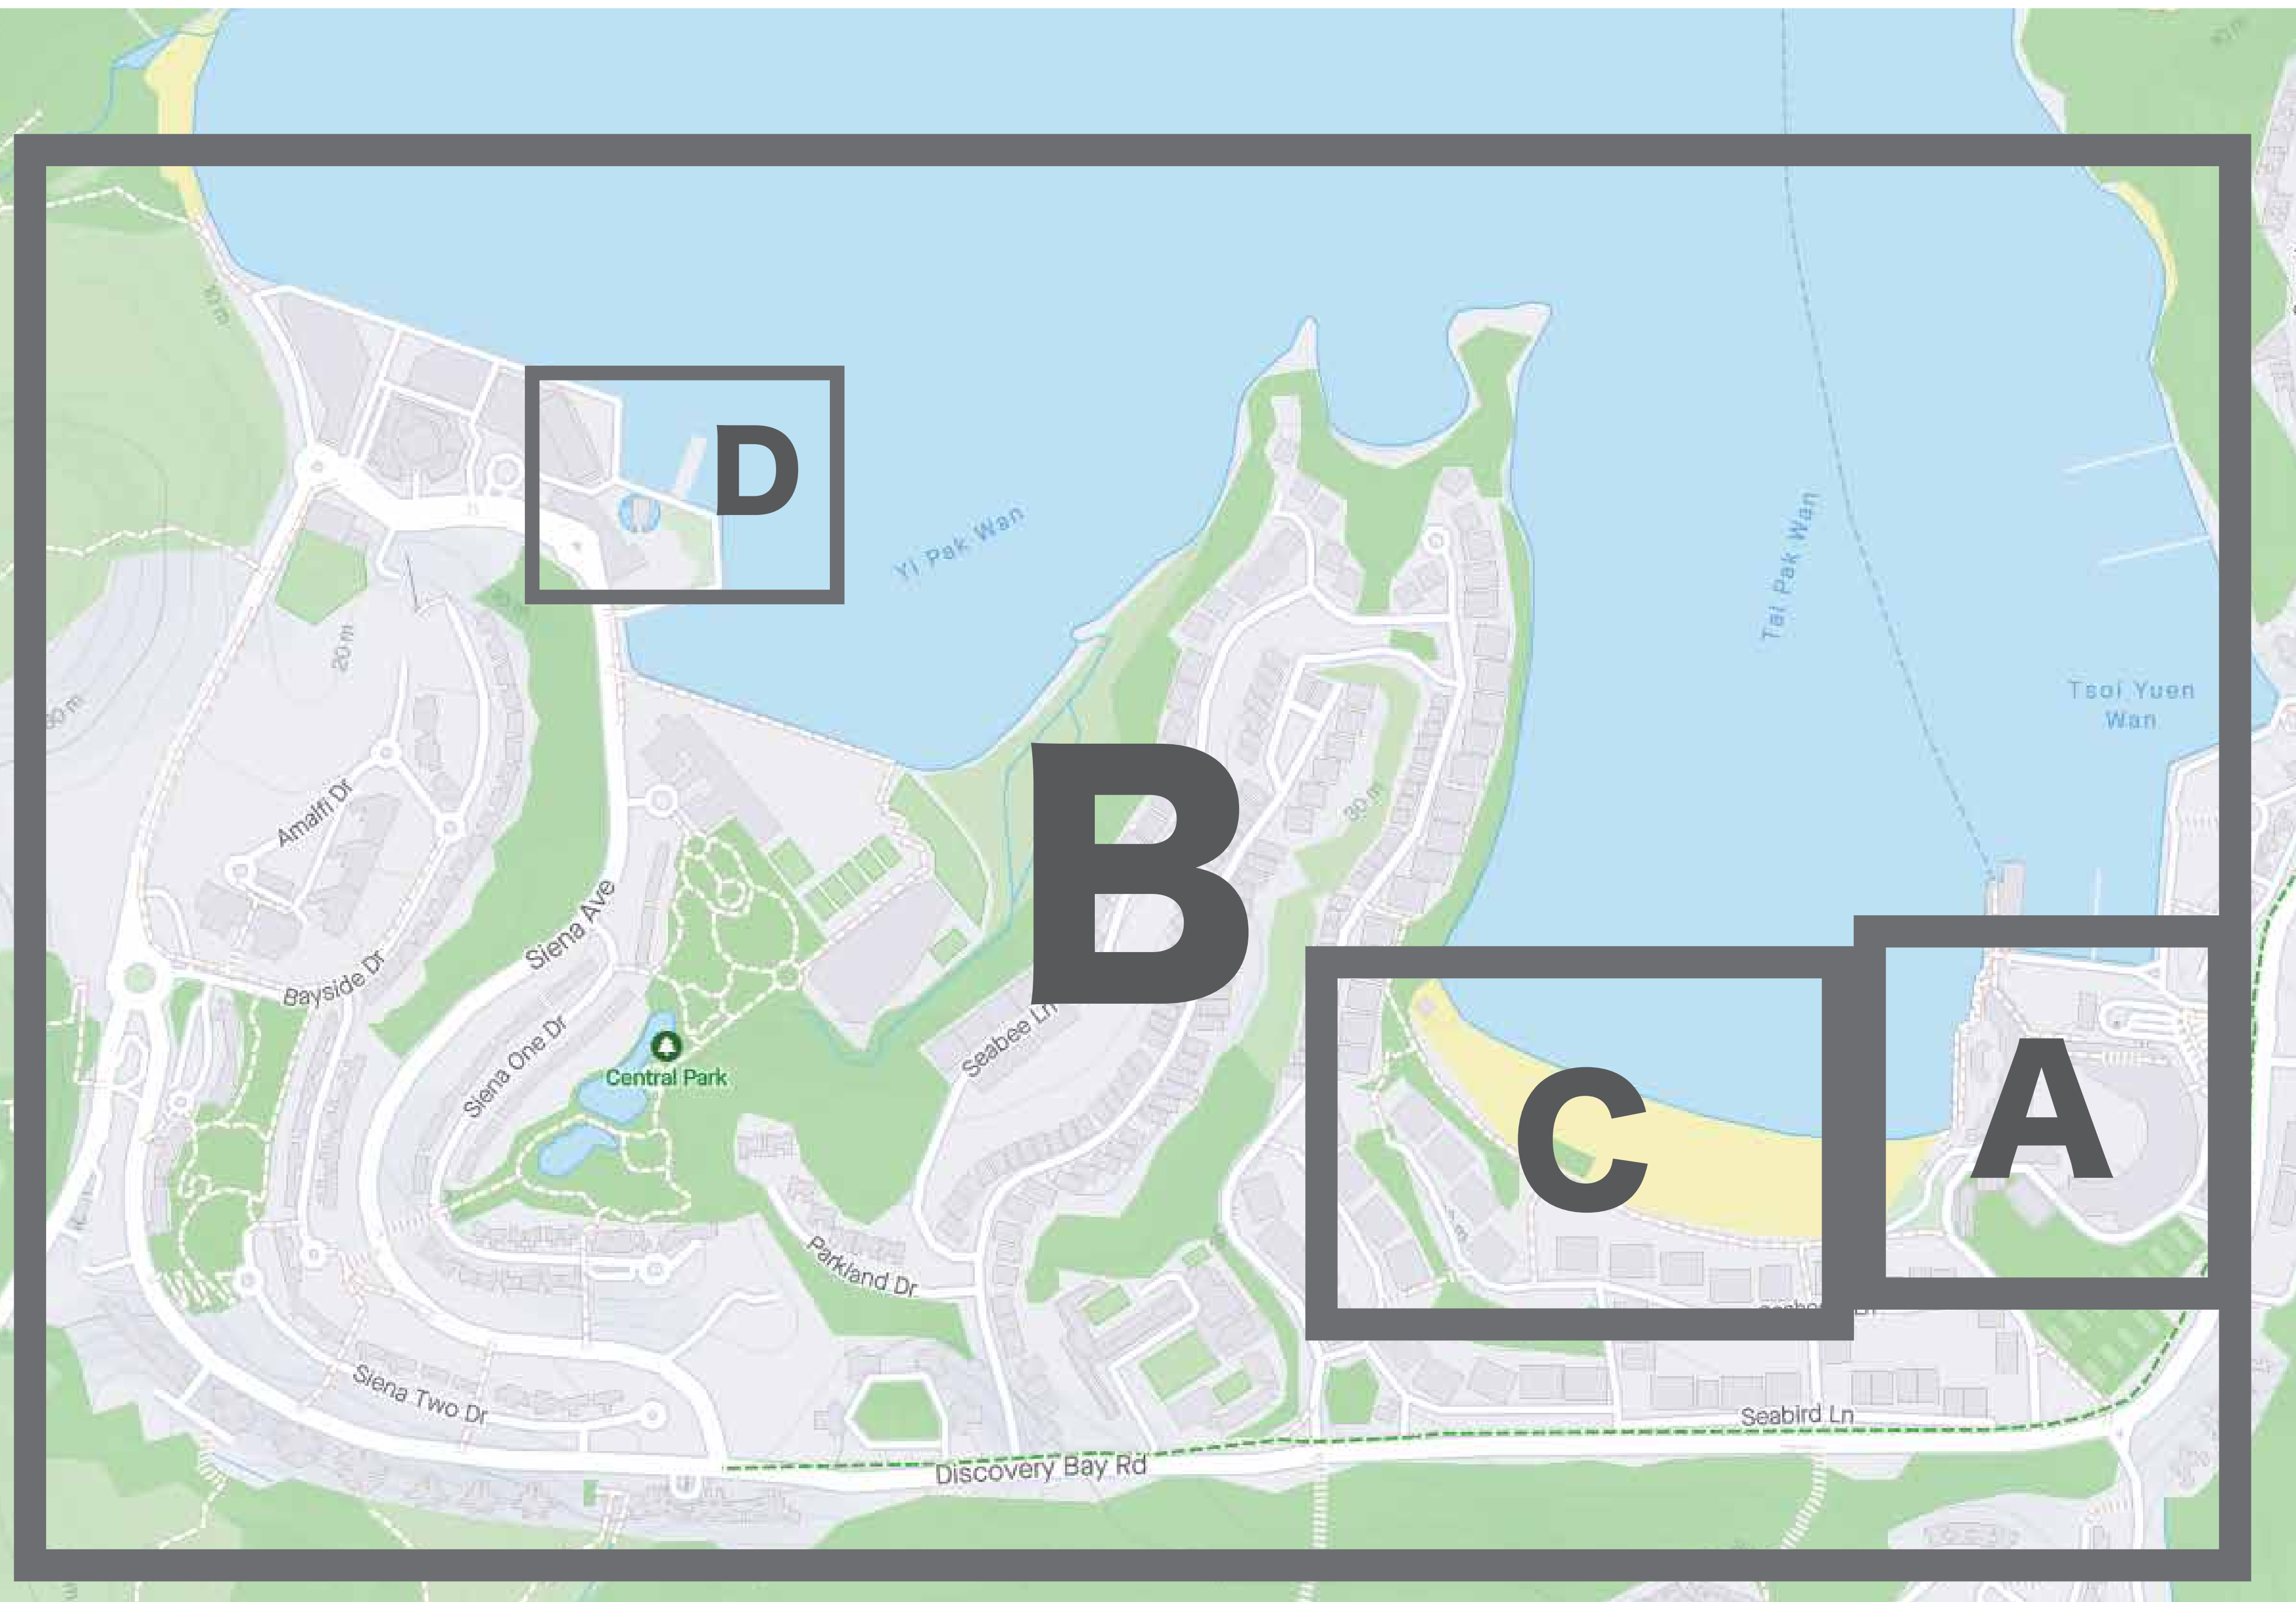 10 m
D
Yi Pak Wan
Tai Pak Wan
20 m
Tsoi Yuen
Wan
B
30 m
Amalfi Dr
Siena Ave
Bayside Dr
Siena One Dr
Seabee Ln
Central Park
C
A
Parkland Dr
Siena Two Dr
Seabird Ln
Discovery Bay Rd